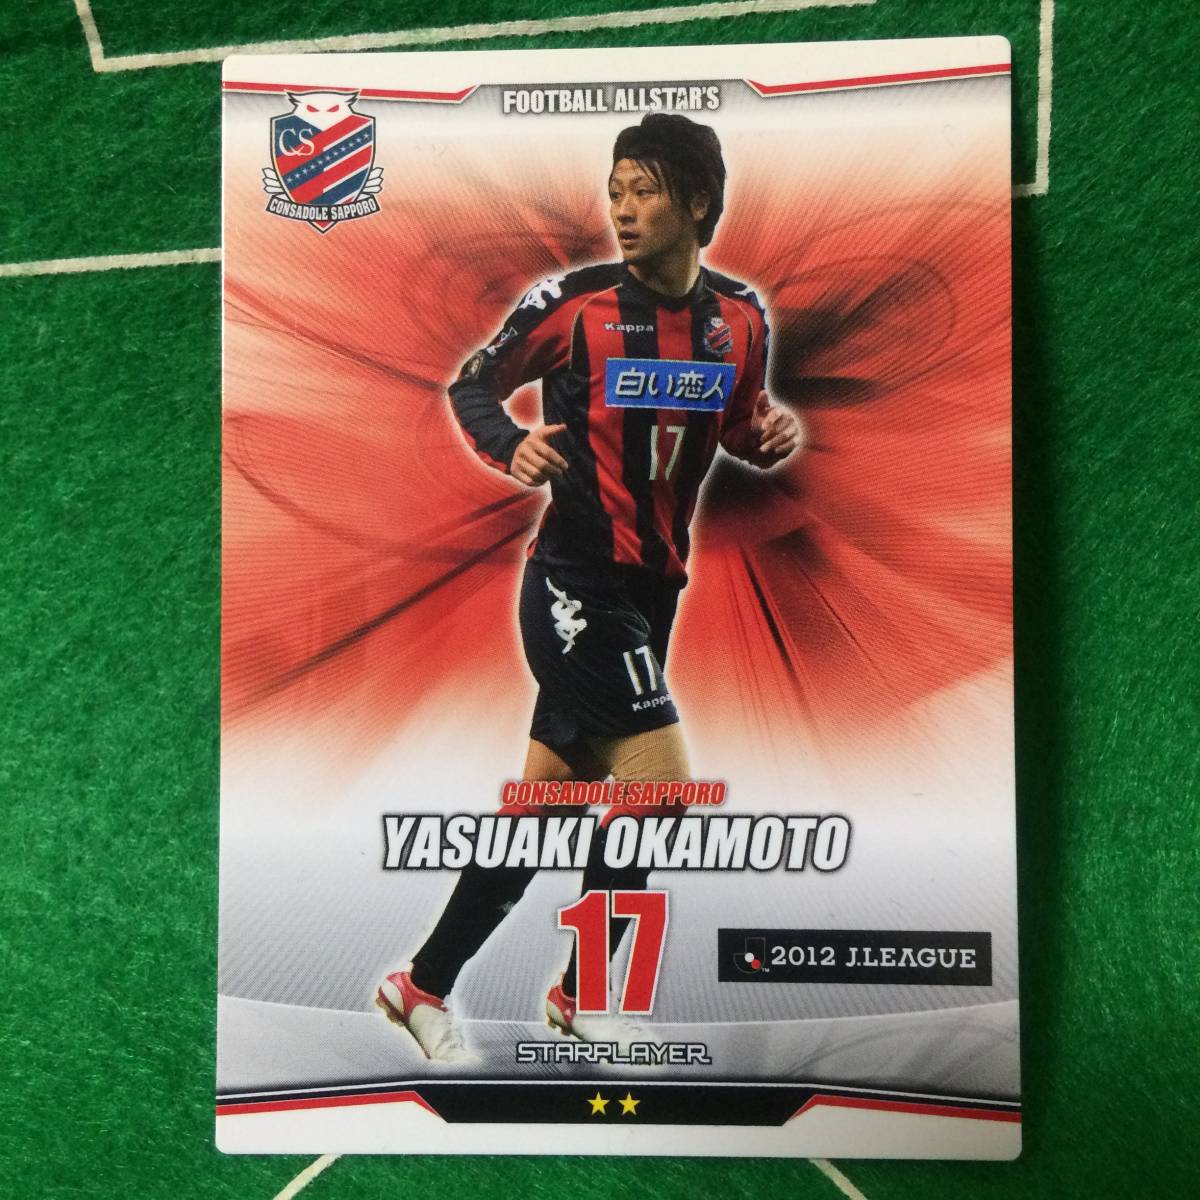 FOOTBALL ALLSTAR'S
CS
CONSADOLE SAPPORO
Kappa
白い恋人
17
17
Kappa
CONSADOLE SAPPORO
YASUAKI OKAMOTO
17
2012 J.LEAGUE
TM
STARPLAYER